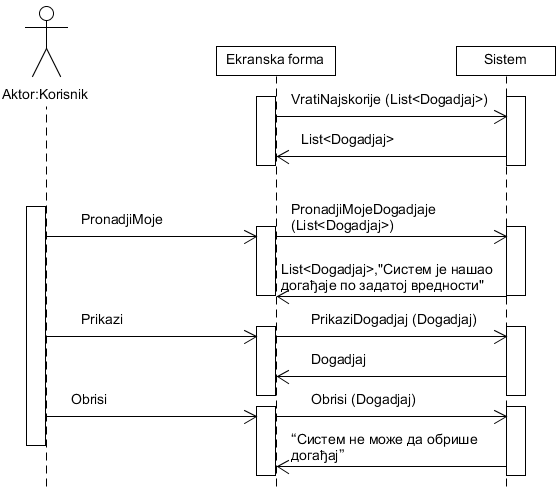 Ekranska forma
Sistem
Aktor:Korisnik
VratiNajskorije (List<Dogadjaj>)
List<Dogadjaj>
PronadjiMoje
PronadjiMojeDogadjaje
(List<Dogadjaj>)
List<Dogadjaj>,"Систем је нашао
догађаје по задатој вредности"
Prikazi
PrikaziDogadjaj (Dogadjaj)
Dogadjaj
Obrisi
Obrisi (Dogadjaj)
“Систем не може да обрише
догађај”